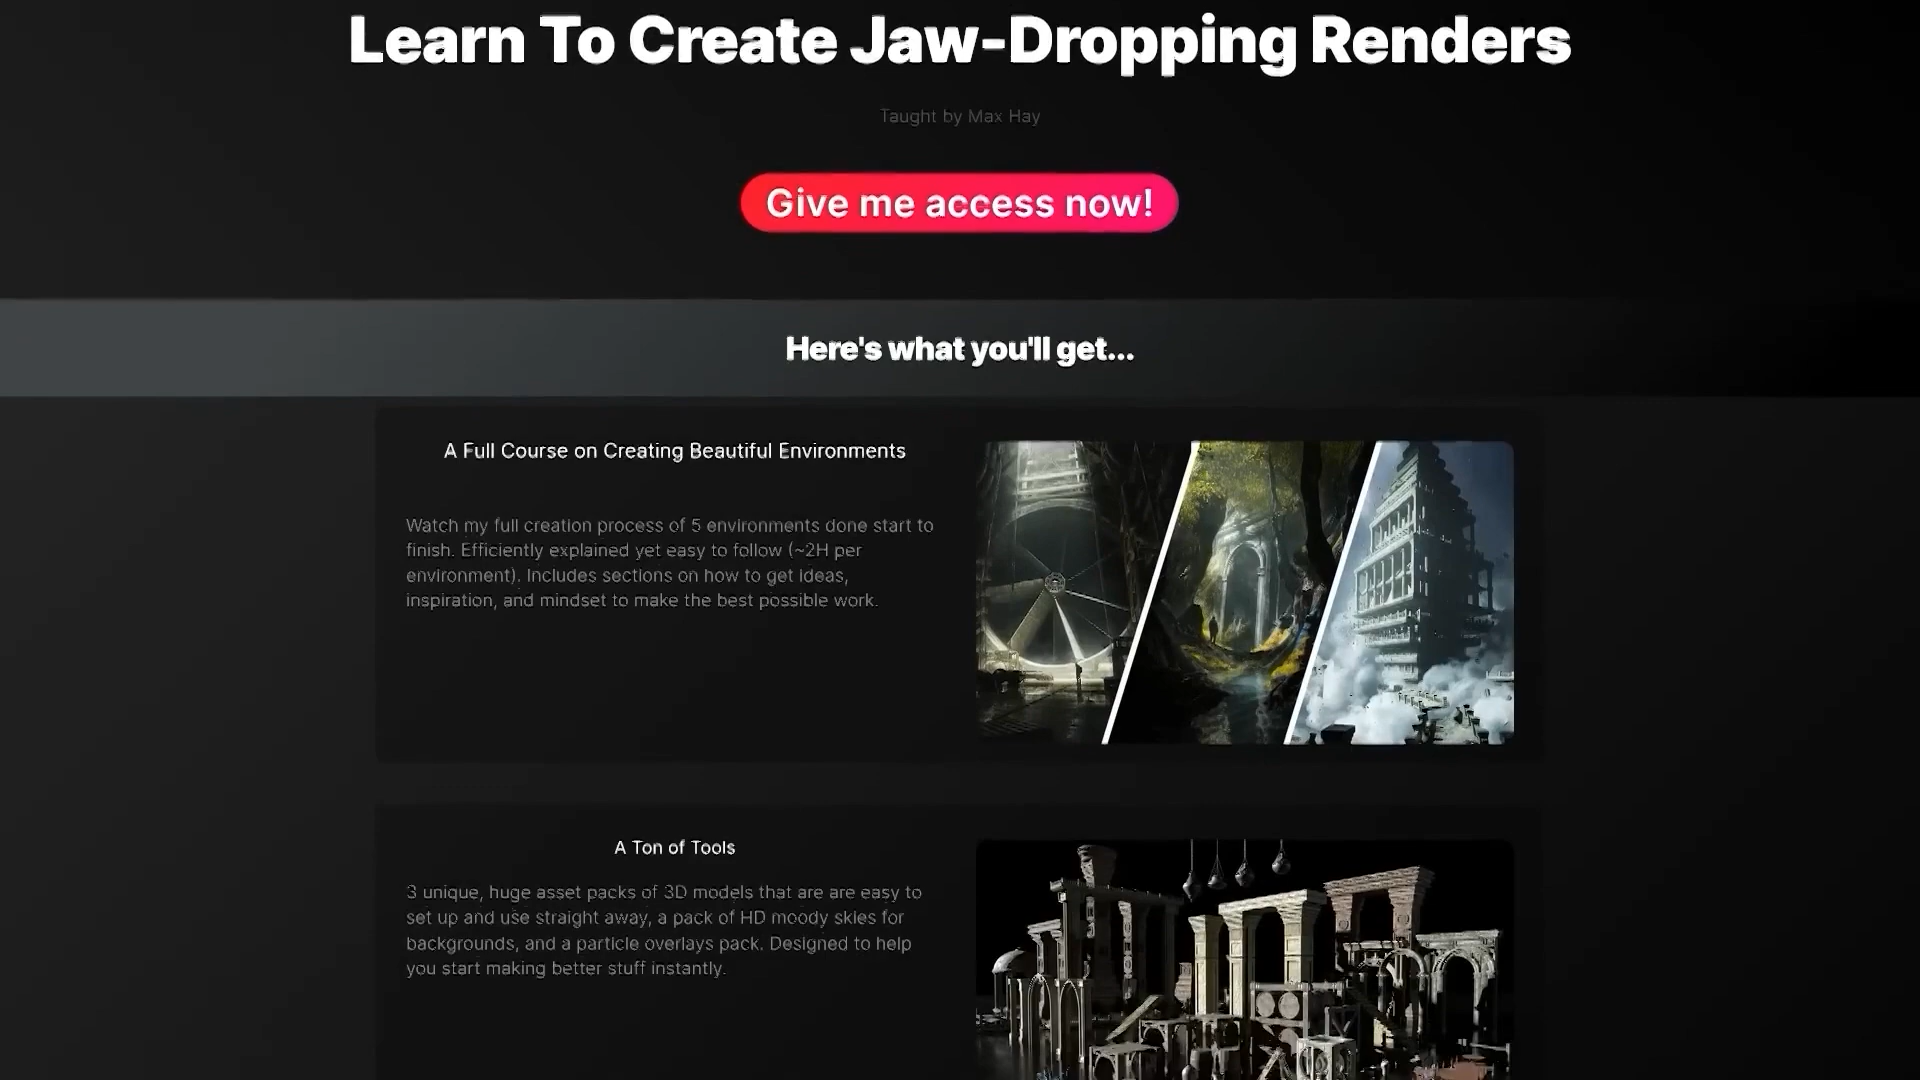 Learn To Create Jaw-Dropping Renders
Taught by Max Hay
Give me access now!
Here's what you'll get...
A Full Course on Creating Beautiful Environments
Watch my full creation process of 5 environments done start to
finish. Efficiently explained yet easy to follow (~2H per
environment). Includes sections on how to get ideas,
inspiration, and mindset to make the best possible work.
A Ton of Tools
3 unique, huge asset packs of 3D models that are are easy to
set up and use straight away, a pack of HD moody skies for
backgrounds, and a particle overlays pack. Designed to help
you start making better stuff instantly.